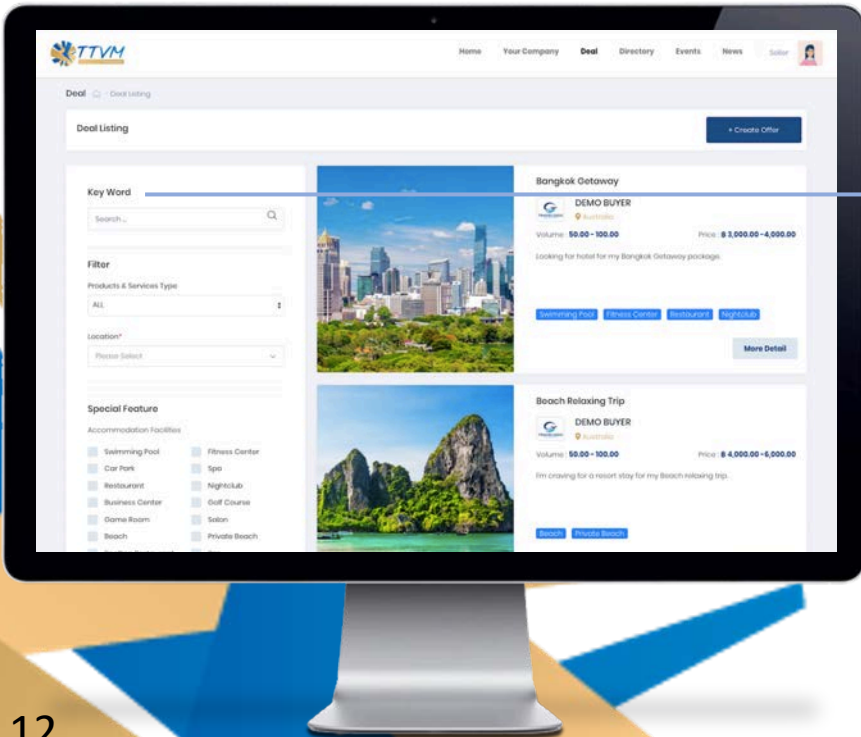 TTVM
Home Your Company Deal Directory Events News Seller
Deal - Deal Listing
Deal Listing
+ Create Offer
Key Word
Search ...
Filter
Products & Services Type
ALL
Location*
Please Select
Special Feature
Accommodation Facilities
Swimming Pool Fitness Center
Car Park Spa
Restaurant Nightclub
Business Center Golf Course
Game Room Salon
Beach Private Beach
Bangkok Getaway
DEMO BUYER
Australia
Volume : 50.00 - 100.00 Price : ฿ 3,000.00 -4,000.00
Looking for hotel for my Bangkok Getaway package.
Swimming Pool Fitness Center Restaurant Nightclub
More Detail
Beach Relaxing Trip
DEMO BUYER
Australia
Volume : 50.00 - 100.00 Price : ฿ 4,000.00 -6,000.00
I'm craving for a resort stay for my Beach relaxing trip.
Beach Private Beach
12